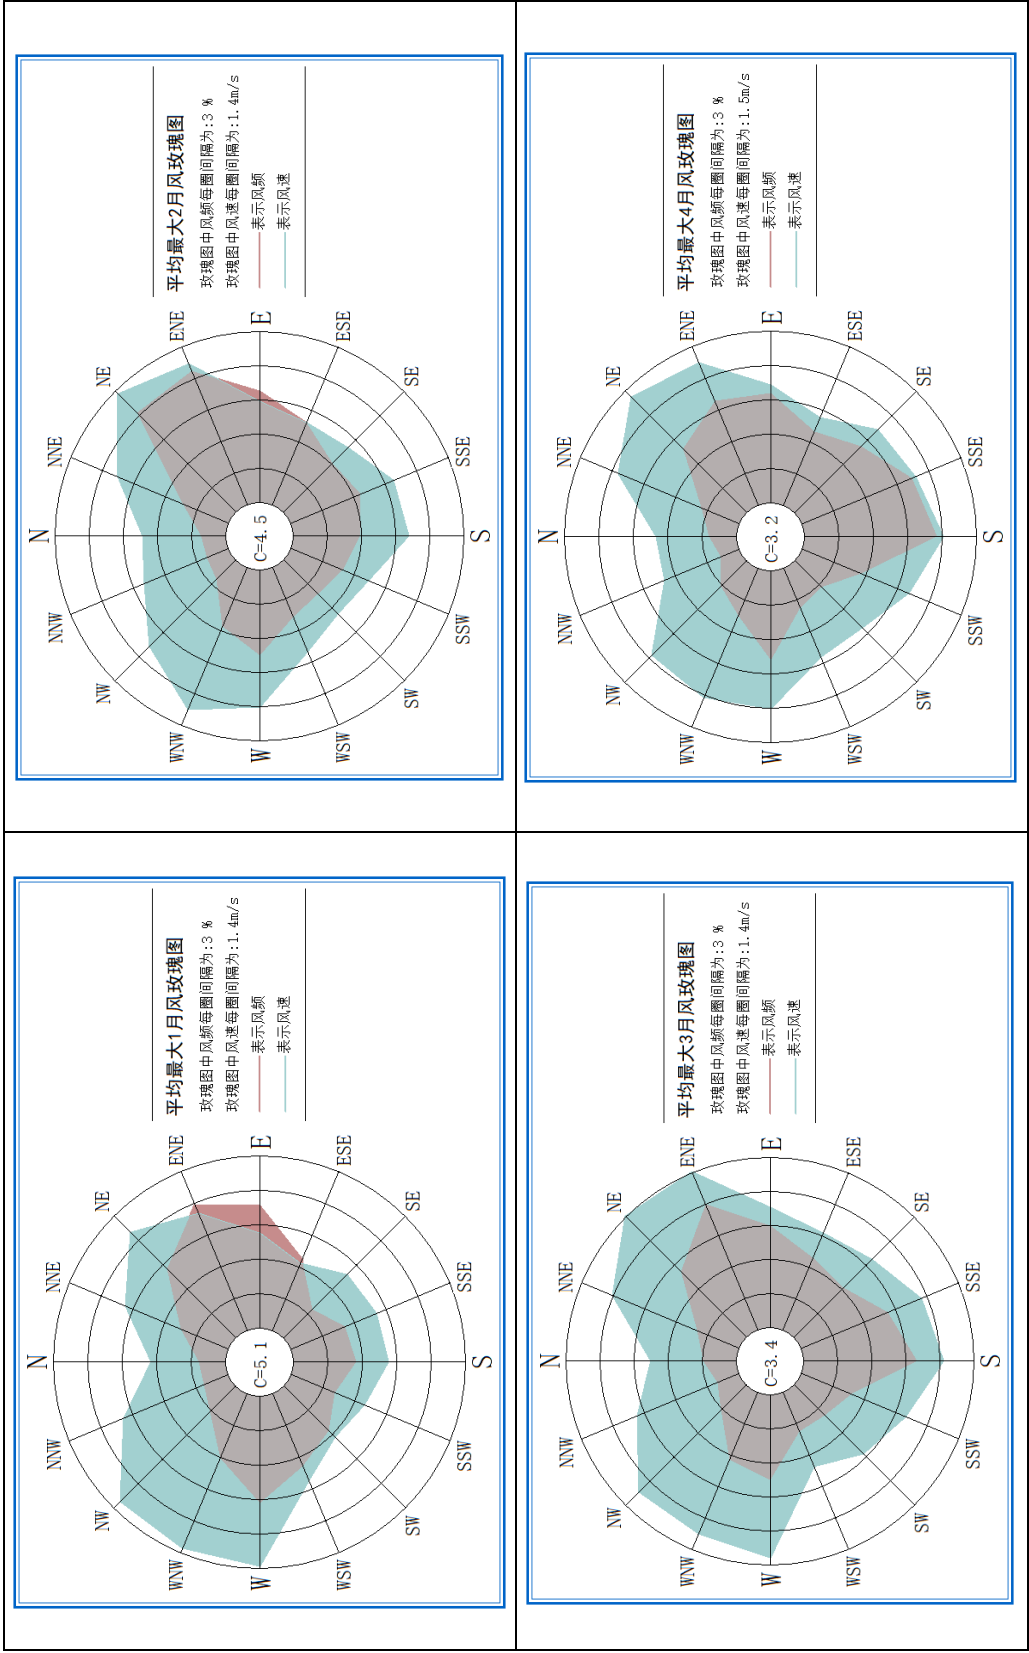 平均最大1月风玫瑰图
玫瑰图中风频每圈间隔为:3 %
玫瑰图中风速每圈间隔为:1.4m/s
表示风频
表示风速
N
NNE
NE
ENE
E
ESE
SE
SSE
S
SSW
SW
WSW
W
WNW
NW
NNW
C=5.1
平均最大2月风玫瑰图
玫瑰图中风频每圈间隔为:3 %
玫瑰图中风速每圈间隔为:1.4m/s
表示风频
表示风速
N
NNE
NE
ENE
E
ESE
SE
SSE
S
SSW
SW
WSW
W
WNW
NW
NNW
C=4.5
平均最大3月风玫瑰图
玫瑰图中风频每圈间隔为:3 %
玫瑰图中风速每圈间隔为:1.4m/s
表示风频
表示风速
N
NNE
NE
ENE
E
ESE
SE
SSE
S
SSW
SW
WSW
W
WNW
NW
NNW
C=3.4
平均最大4月风玫瑰图
玫瑰图中风频每圈间隔为:3 %
玫瑰图中风速每圈间隔为:1.5m/s
表示风频
表示风速
N
NNE
NE
ENE
E
ESE
SE
SSE
S
SSW
SW
WSW
W
WNW
NW
NNW
C=3.2